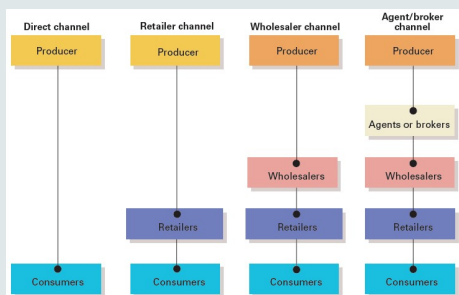 Direct channel
Retailer channel
Wholesaler channel
Agent/broker
channel
Producer
Producer
Producer
Producer
Agents or brokers
Wholesalers
Wholesalers
Retailers
Retailers
Retailers
Consumers
Consumers
Consumers
Consumers